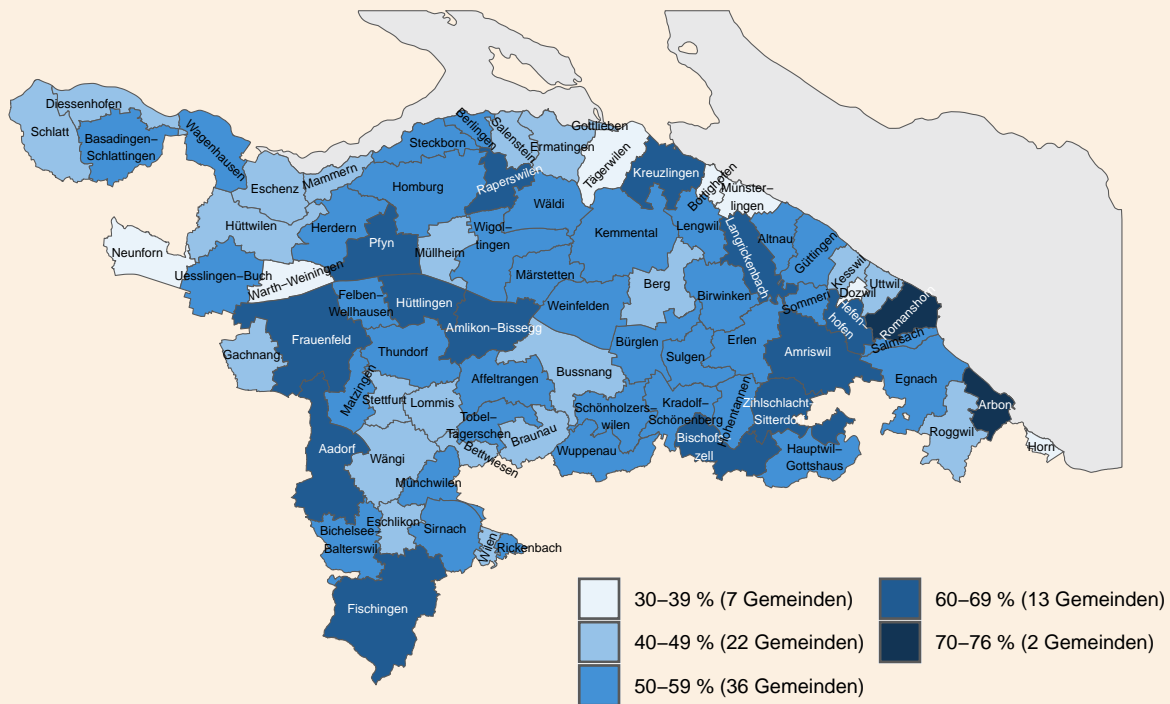 Diessenhofen
Schlatt
Basadingen–
Schlattingen
Wagenhausen
Eschenz
Mammern
Steckborn
Berlingen
Salenstein
Ermatingen
Gottlieben
Tägerwilen
Kreuzlingen
Bottighofen
Münster–
lingen
Homburg
Raperswilen
Wäldi
Hüttwilen
Herdern
Pfyn
Müllheim
Wigol–
tingen
Kemmental
Lengwil
Langrickenbach
Altnau
Güttingen
Kesswil
Uttwil
Dozwil
Neunforn
Uesslingen–Buch
Warth–Weiningen
Felben–
Wellhausen
Hüttlingen
Märstetten
Berg
Birwinken
Sommeri
Hefen–
hofen
Romanshorn
Salmsach
Frauenfeld
Amlikon–Bissegg
Weinfelden
Bürglen
Sulgen
Erlen
Amriswil
Egnach
Gachnang
Thundorf
Bussnang
Matzingen
Stettfurt
Lommis
Affeltrangen
Schönholzers–
wilen
Kradolf–
Schönenberg
Hohentannen
Zihlschlacht–
Sitterdorf
Arbon
Roggwil
Horn
Aadorf
Wängi
Tobel–
Tägerschen
Braunau
Bettwiesen
Wuppenau
Bischofs–
zell
Hauptwil–
Gottshaus
Münchwilen
Eschlikon
Sirnach
Wilen
Rickenbach
Bichelsee–
Balterswil
Fischingen
30–39 % (7 Gemeinden)
40–49 % (22 Gemeinden)
50–59 % (36 Gemeinden)
60–69 % (13 Gemeinden)
70–76 % (2 Gemeinden)